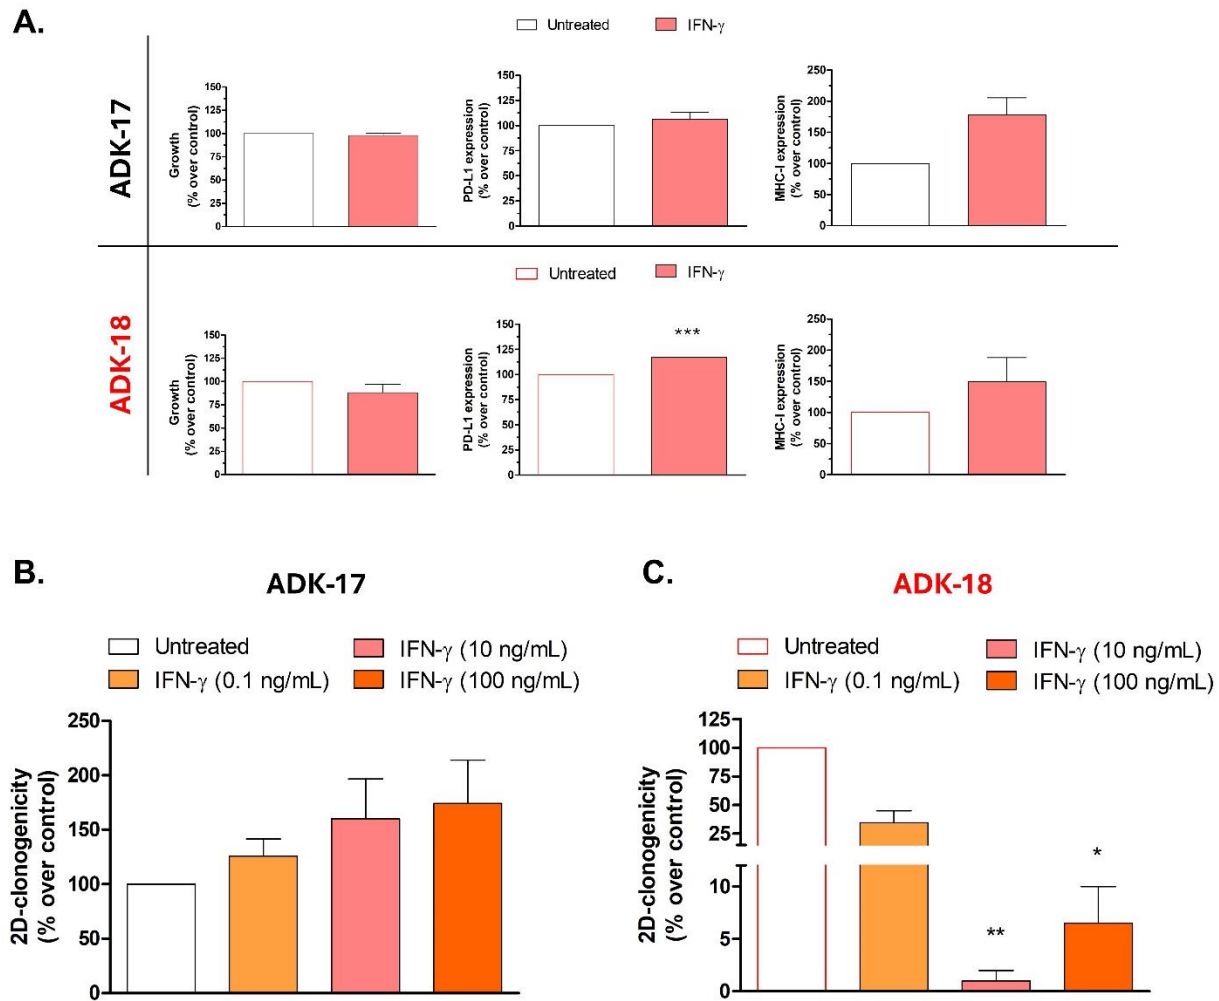 A.
Untreated IFN-γ
ADK-17
Growth
(% over control)
150
125
100
75
50
25
0
PD-L1 expression
(% over control)
150
125
100
75
50
25
0
MHC-I expression
(% over control)
250
200
150
100
50
0
Untreated IFN-γ
ADK-18
Growth
(% over control)
150
125
100
75
50
25
0
PD-L1 expression
(% over control)
150
125
100
75
50
25
0
***
MHC-I expression
(% over control)
250
200
150
100
50
0
B.
ADK-17
Untreated IFN-γ (10 ng/mL)
IFN-γ (0.1 ng/mL) IFN-γ (100 ng/mL)
2D-clonogenicity
(% over control)
250
200
150
100
50
0
C.
ADK-18
Untreated IFN-γ (10 ng/mL)
IFN-γ (0.1 ng/mL) IFN-γ (100 ng/mL)
2D-clonogenicity
(% over control)
125
100
75
50
25
10
5
0
**
*